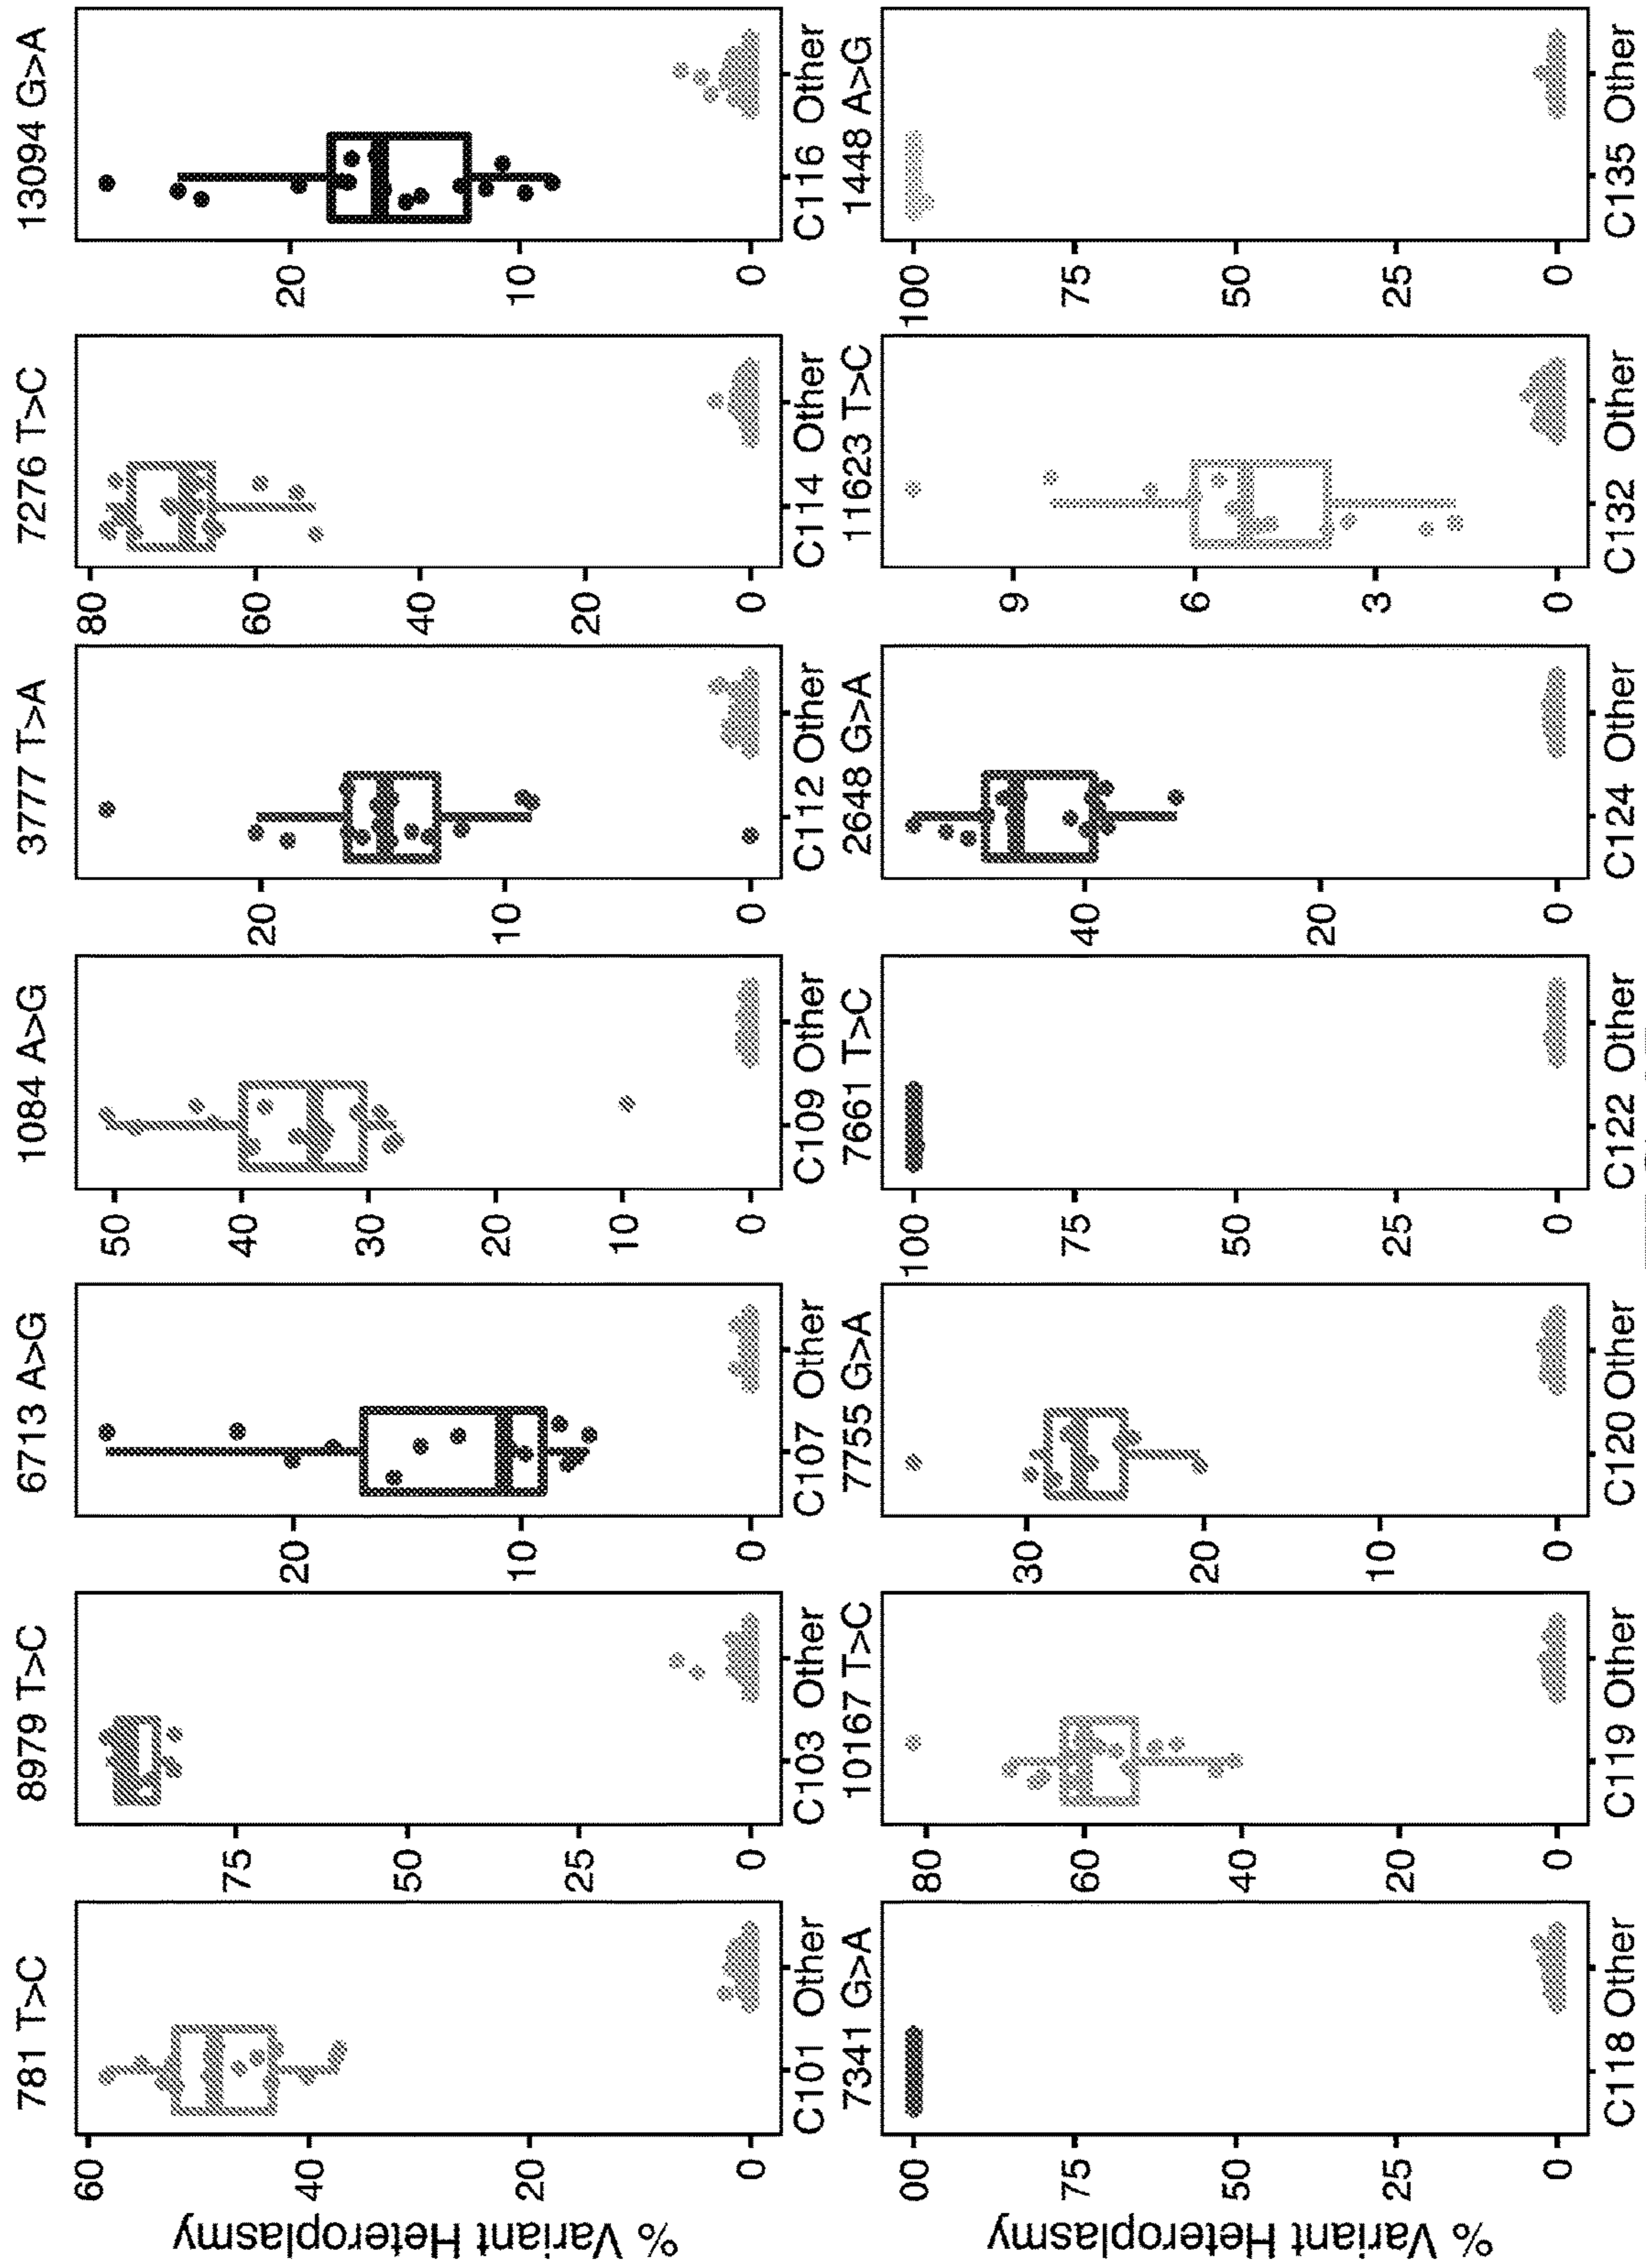 781 T>C
8979 T>C
6713 A>G
1084 A>G
3777 T>A
7276 T>C
13094 G>A
% Variant Heteroplasmy
60
40
20
0
C101 Other
75
50
25
0
C103 Other
20
10
0
C107 Other
50
40
30
20
10
0
C109 Other
20
10
0
C112 Other
80
60
40
20
0
C114 Other
20
10
0
C116 Other
7341 G>A
10167 T>C
7755 G>A
7661 T>C
2648 G>A
11623 T>C
1448 A>G
% Variant Heteroplasmy
00
75
50
25
0
C118 Other
80
60
40
20
0
C119 Other
30
20
10
0
C120 Other
100
75
50
25
0
C122 Other
40
20
0
C124 Other
9
6
3
0
C132 Other
100
75
50
25
0
C135 Other